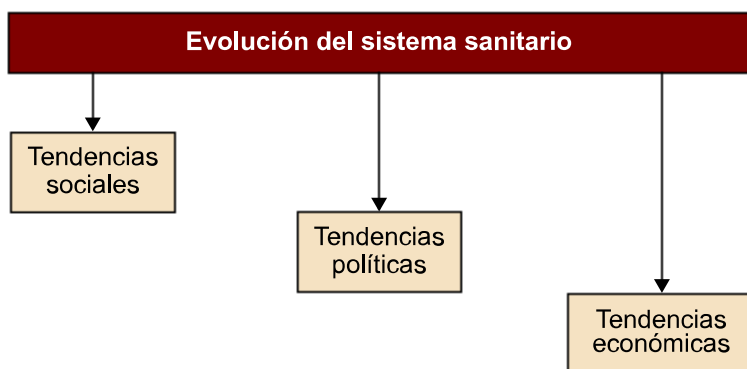 Evolución del sistema sanitario
Tendencias
sociales
Tendencias
políticas
Tendencias
económicas